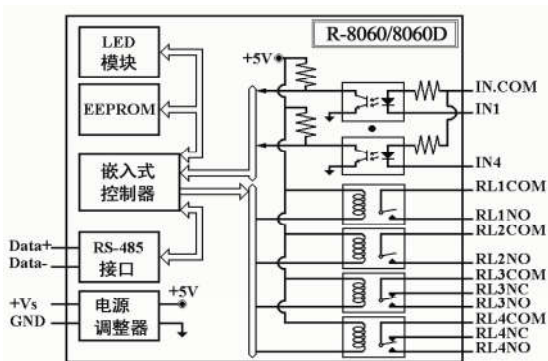 R-8060/8060D
LED
模块
EEPROM
嵌入式
控制器
RS-485
接口
电源
调整器
Data+
Data-
+Vs
GND
+5V
+5V
IN.COM
IN1
IN4
RL1COM
RL1NO
RL2COM
RL2NO
RL3COM
RL3NC
RL3NO
RL4COM
RL4NC
RL4NO